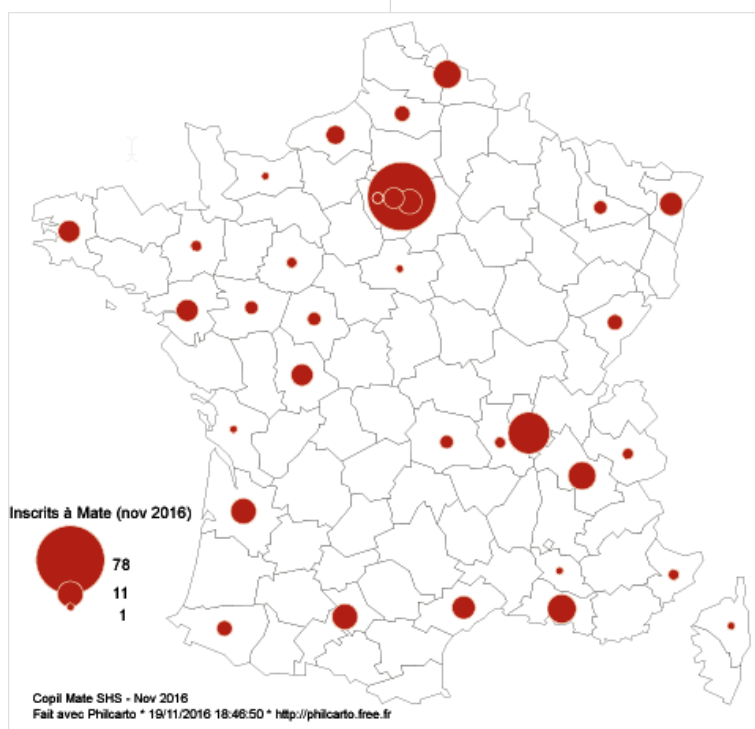 Inscrits à Mate (nov 2016)
78
11
1
Copil Mate SHS - Nov 2016
Fait avec Philcarto * 19/11/2016 18:46:50 * http://philcarto.free.fr